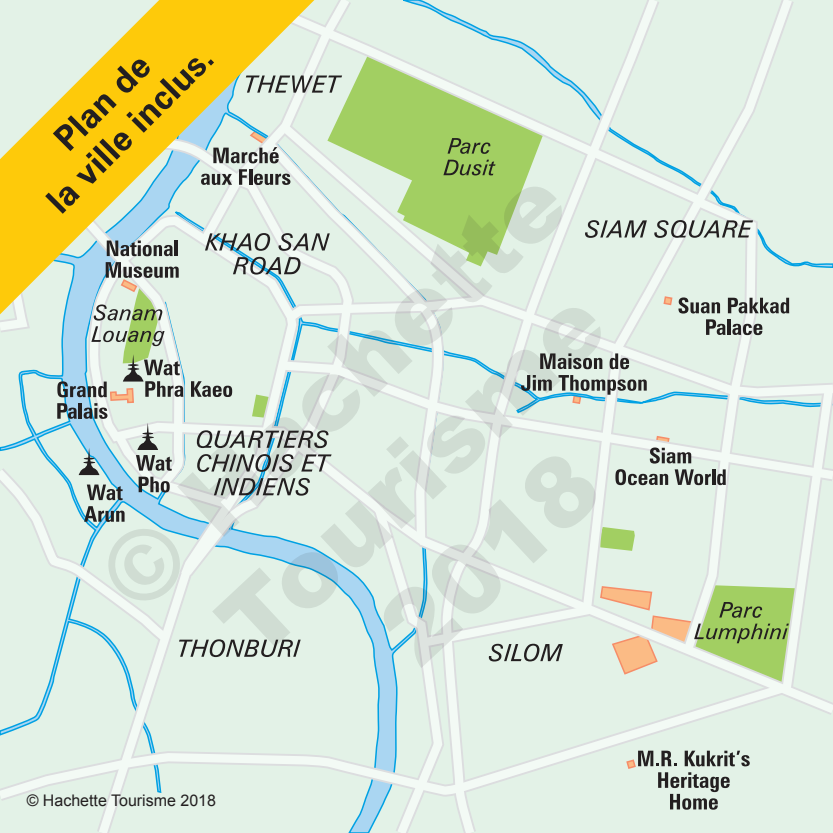 Plan de
la ville inclus.
THEWET
Marché
aux Fleurs
Parc
Dusit
KHAO SAN
ROAD
SIAM SQUARE
National
Museum
Sanam
Louang
Suan Pakkad
Palace
Wat
Phra Kaeo
Grand
Palais
Maison de
Jim Thompson
QUARTIERS
CHINOIS ET
INDIENS
Wat
Pho
Wat
Arun
Siam
Ocean World
© Hachette
Tourisme
2018
Parc
Lumphini
THONBURI
SILOM
M.R. Kukrit's
Heritage
Home
© Hachette Tourisme 2018